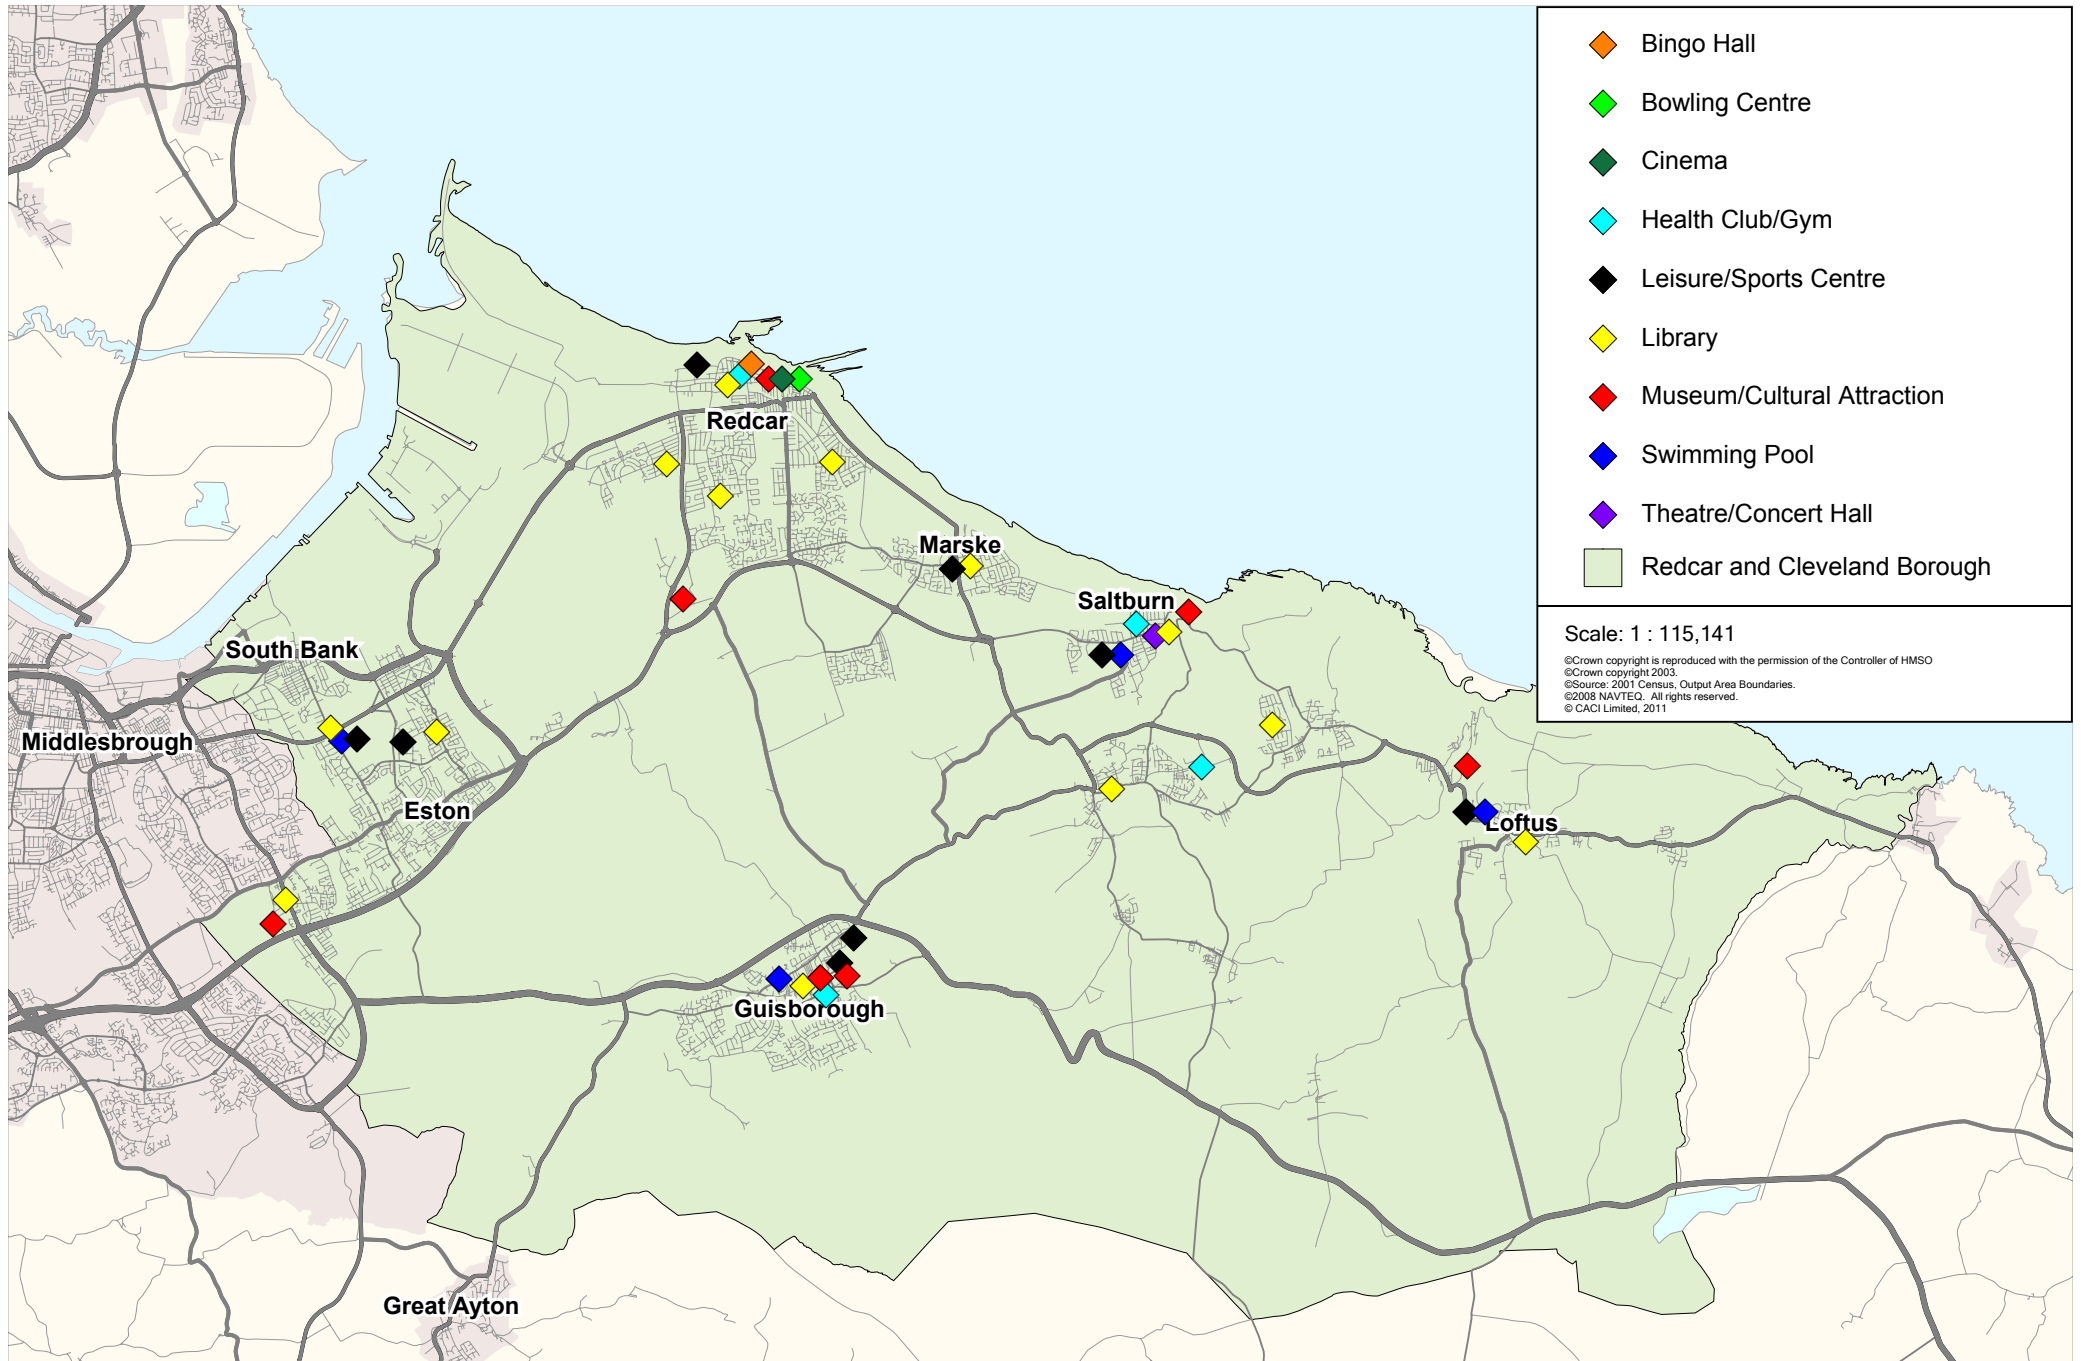 Bingo Hall
Bowling Centre
Cinema
Health Club/Gym
Leisure/Sports Centre
Library
Museum/Cultural Attraction
Swimming Pool
Theatre/Concert Hall
Redcar and Cleveland Borough
Scale: 1 : 115,141
©Crown copyright is reproduced with the permission of the Controller of HMSO
©Crown copyright 2003.
©Source: 2001 Census, Output Area Boundaries.
©2008 NAVTEQ. All rights reserved.
© CACI Limited, 2011
Redcar
Marske
Saltburn
South Bank
Middlesbrough
Eston
Loftus
Guisborough
Great Ayton